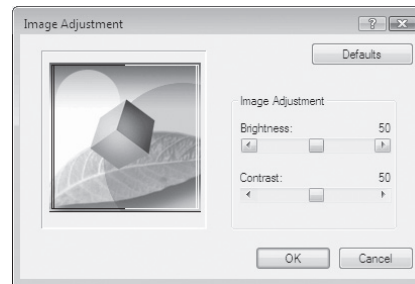 Image Adjustment
Defaults
Image Adjustment
Brightness: 50
Contrast: 50
OK Cancel